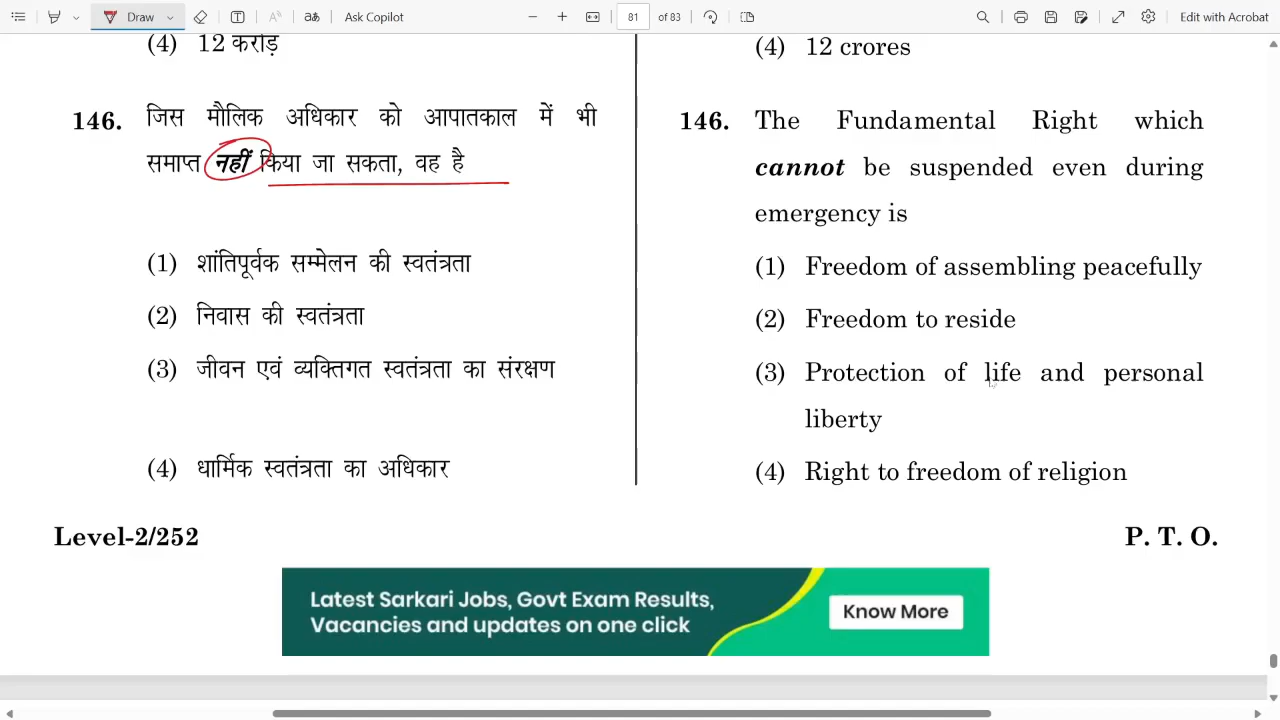 Draw
Ask Copilot
81 of 83
Edit with Acrobat
(4) 12 करोड़
146. जिस मौलिक अधिकार को आपातकाल में भी
समाप्त नहीं किया जा सकता, वह है
(1) शांतिपूर्वक सम्मेलन की स्वतंत्रता
(2) निवास की स्वतंत्रता
(3) जीवन एवं व्यक्तिगत स्वतंत्रता का संरक्षण
(4) धार्मिक स्वतंत्रता का अधिकार
(4) 12 crores
146. The Fundamental Right which
cannot be suspended even during
emergency is
(1) Freedom of assembling peacefully
(2) Freedom to reside
(3) Protection of life and personal
liberty
(4) Right to freedom of religion
Level-2/252
P. T. O.
Latest Sarkari Jobs, Govt Exam Results,
Vacancies and updates on one click
Know More